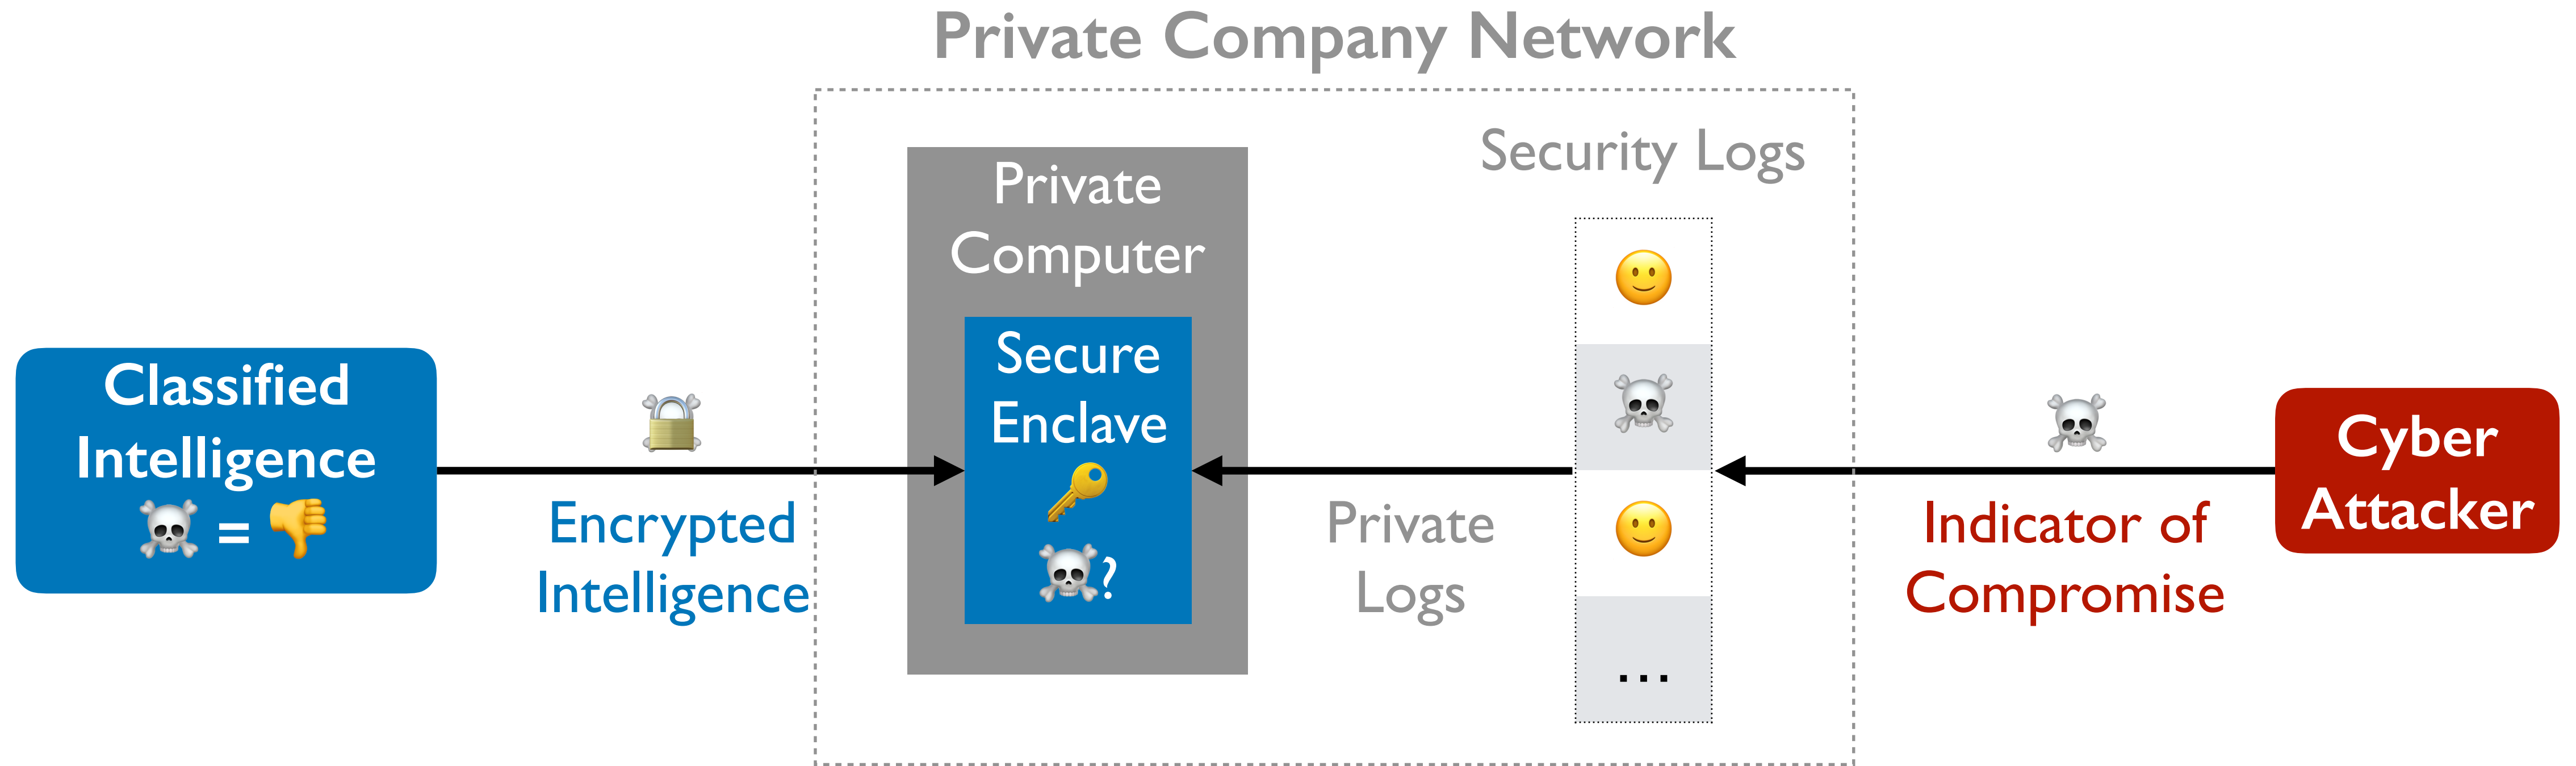 Private Company Network
Security Logs
Private
Computer
Secure
Enclave
?
Classified
Intelligence
=
Encrypted
Intelligence
Private
Logs
...
Indicator of
Compromise
Cyber
Attacker